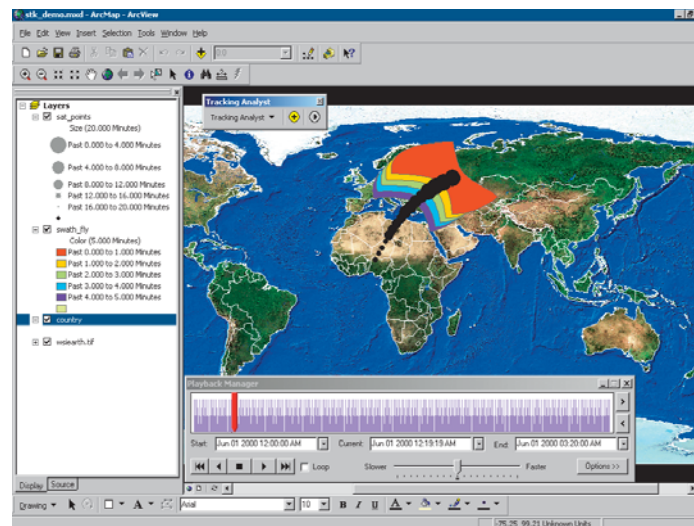 stk_demo.mxd - ArcMap - ArcView
File Edit View Insert Selection Tools Window Help
0:0
Tracking Analyst
Tracking Analyst
Layers
sat_points
Size (20.000 Minutes)
Past 0.000 to 4.000 Minutes
Past 4.000 to 8.000 Minutes
Past 8.000 to 12.000 Minutes
Past 12.000 to 16.000 Minutes
Past 16.000 to 20.000 Minutes
swath_fly
Color (5.000 Minutes)
Past 0.000 to 1.000 Minutes
Past 1.000 to 2.000 Minutes
Past 2.000 to 3.000 Minutes
Past 3.000 to 4.000 Minutes
Past 4.000 to 5.000 Minutes
country
wsiearth.tif
Playback Manager
Start: Jun 01 2000 12:00:00 AM Current: Jun 01 2000 12:19:19 AM End: Jun 01 2000 03:20:00 AM
Loop Slower Faster Options >>
Display Source
Drawing Arial 10 B I U A
-75.25 99.21 Unknown Units